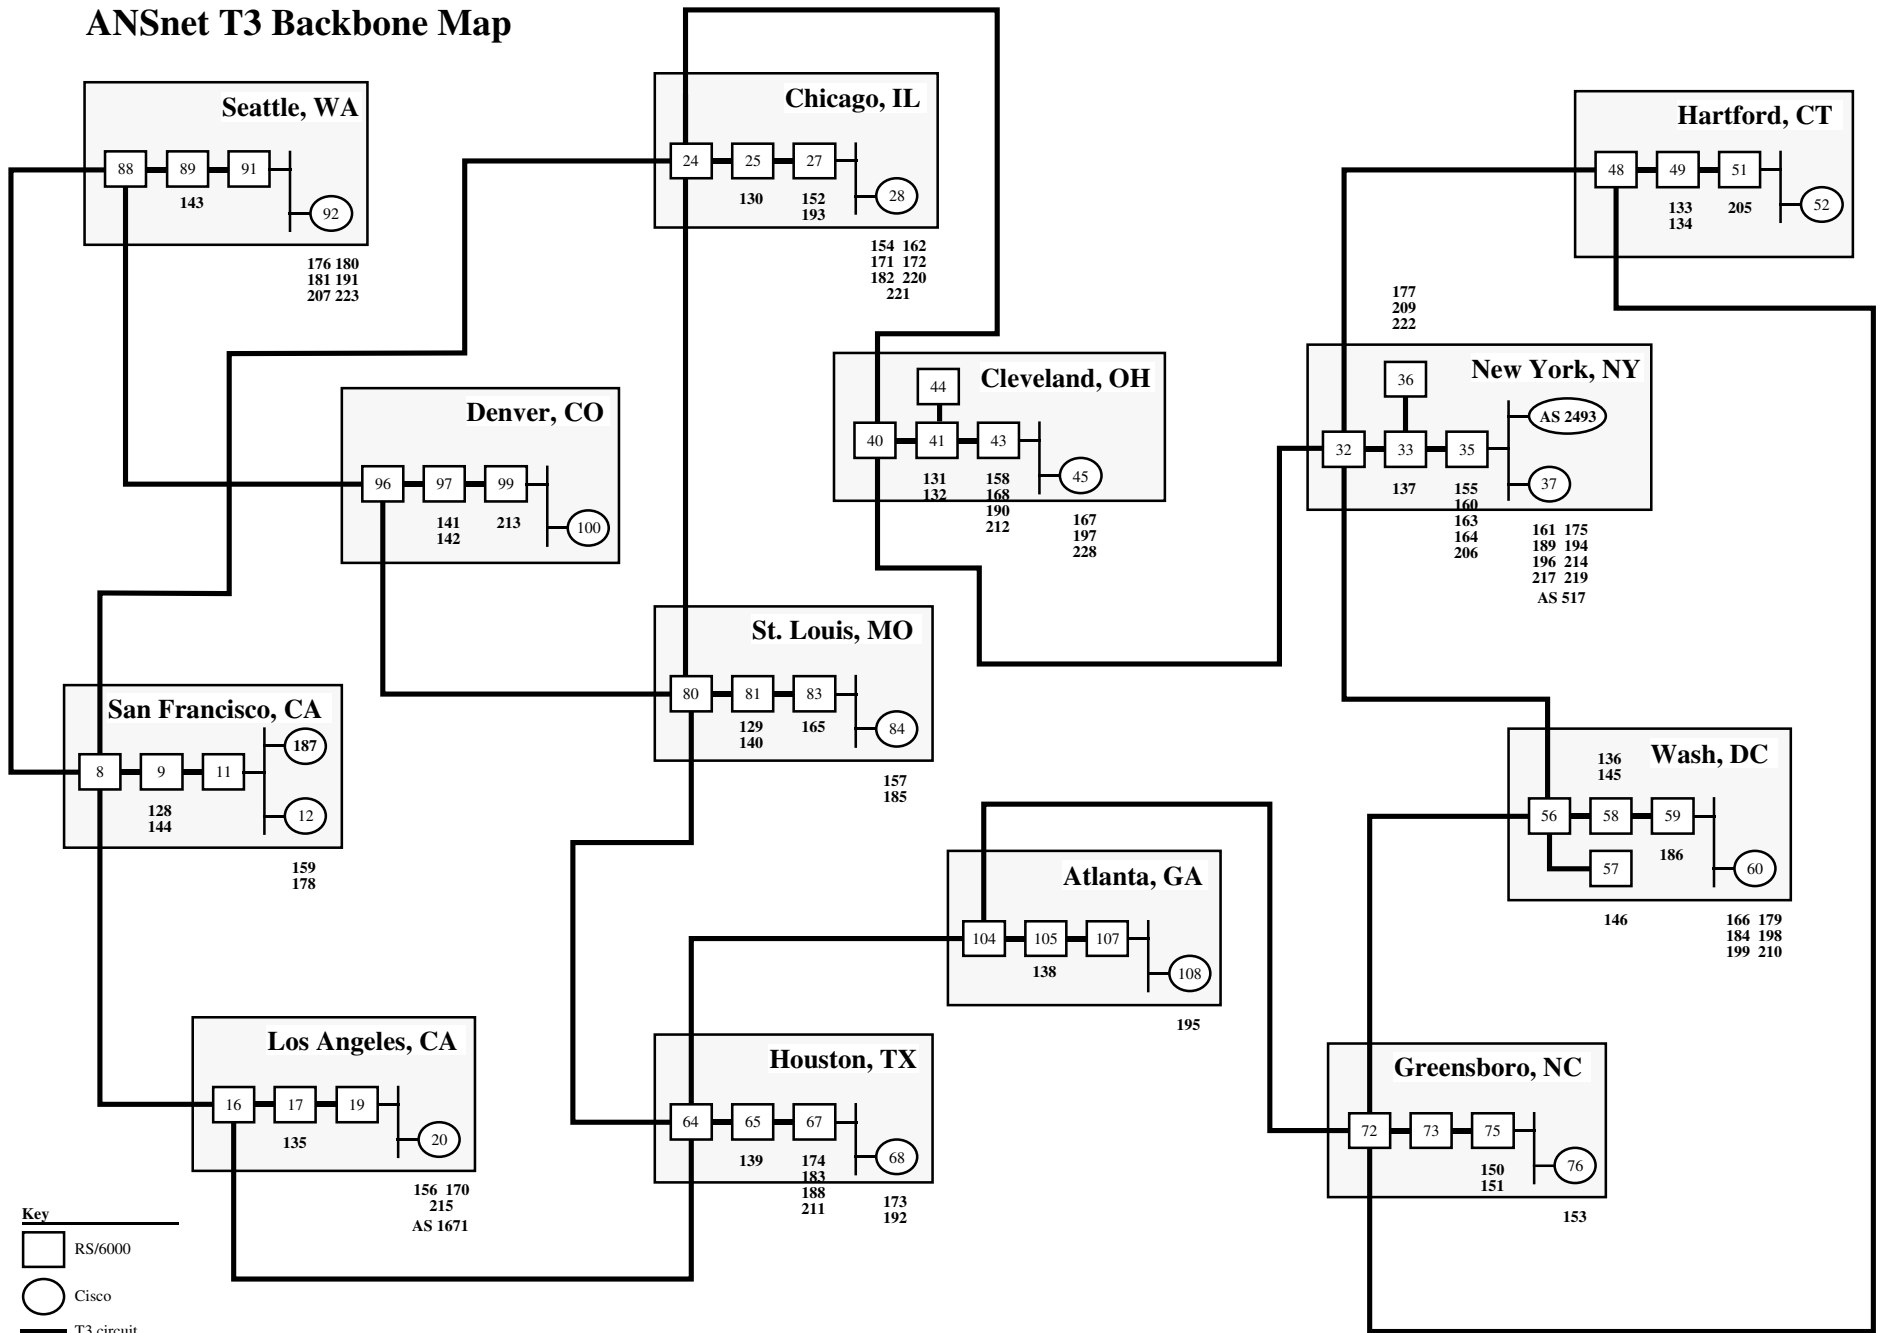 ANSnet T3 Backbone Map
Seattle, WA
88 89 91
143
92
176 180
181 191
207 223
Chicago, IL
24 25 27
130 152
193
28
154 162
171 172
182 220
221
Hartford, CT
48 49 51
133 205
134
52
Denver, CO
96 97 99
141 213
142
100
Cleveland, OH
44
40 41 43
131 158
132 168
190
212
45
167
197
228
177
209
222
New York, NY
36
AS 2493
32 33 35
37
137 155
160
163
164
206
161 175
189 194
196 214
217 219
AS 517
St. Louis, MO
80 81 83
129 165
140
84
157
185
San Francisco, CA
187
8 9 11
12
128
144
159
178
Wash, DC
136
145
56 58 59
186
57
60
146
166 179
184 198
199 210
Atlanta, GA
104 105 107
138
108
195
Los Angeles, CA
16 17 19
135
20
156 170
215
AS 1671
Houston, TX
64 65 67
139 174
183
188
211
68
173
192
Greensboro, NC
72 73 75
150
151
76
153
Key
RS/6000
Cisco
T3 circuit